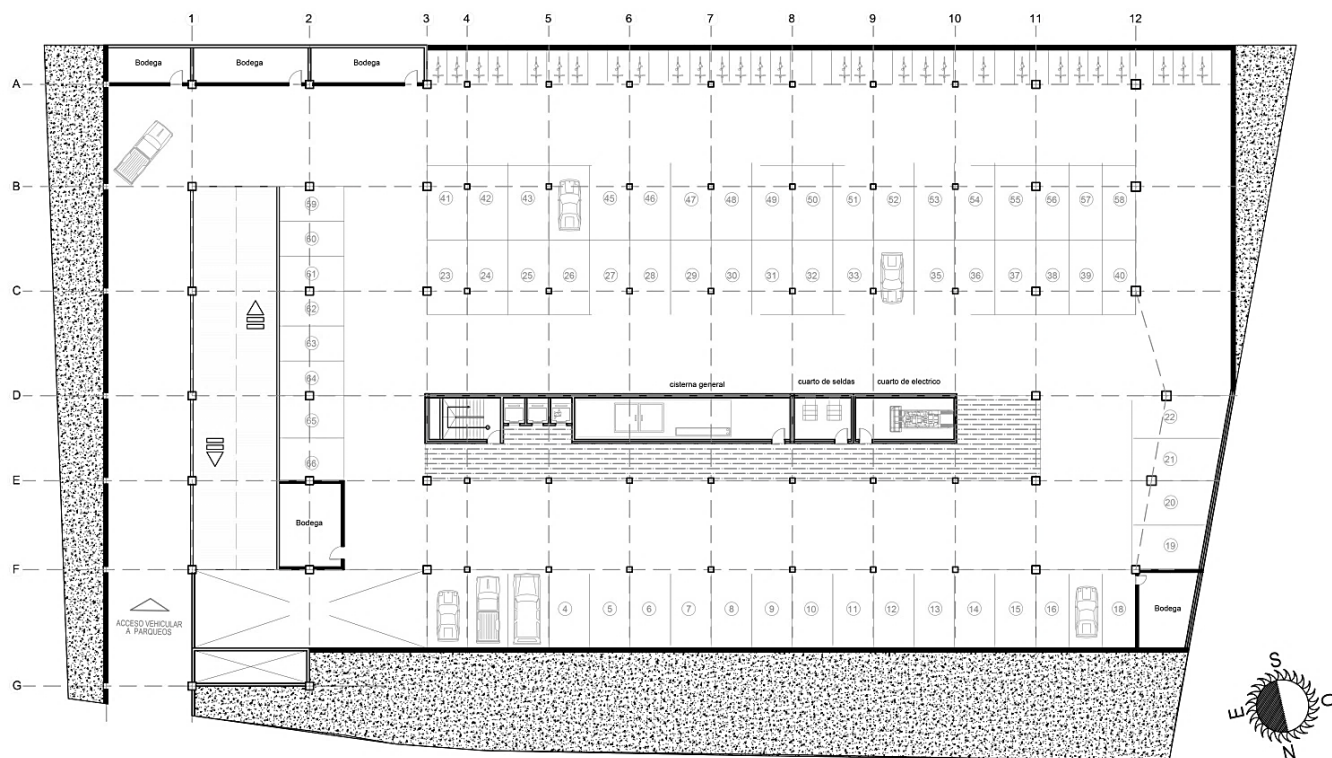 1 2 3 4 5 6 7 8 9 10 11 12
Bodega Bodega Bodega
A
B
59 41 42 43 45 46 47 48 49 50 51 52 53 54 55 56 57 58
60
61 23 24 25 26 27 28 29 30 31 32 33 35 36 37 38 39 40
C
62
63
64
cisterna general cuarto de seldas cuarto de electrico
D
65 22
66 21
E
20
Bodega
19
F
4 5 6 7 8 9 10 11 12 13 14 15 16 18 Bodega
ACCESO VEHICULAR
A PARQUEOS
G
S
E O
N